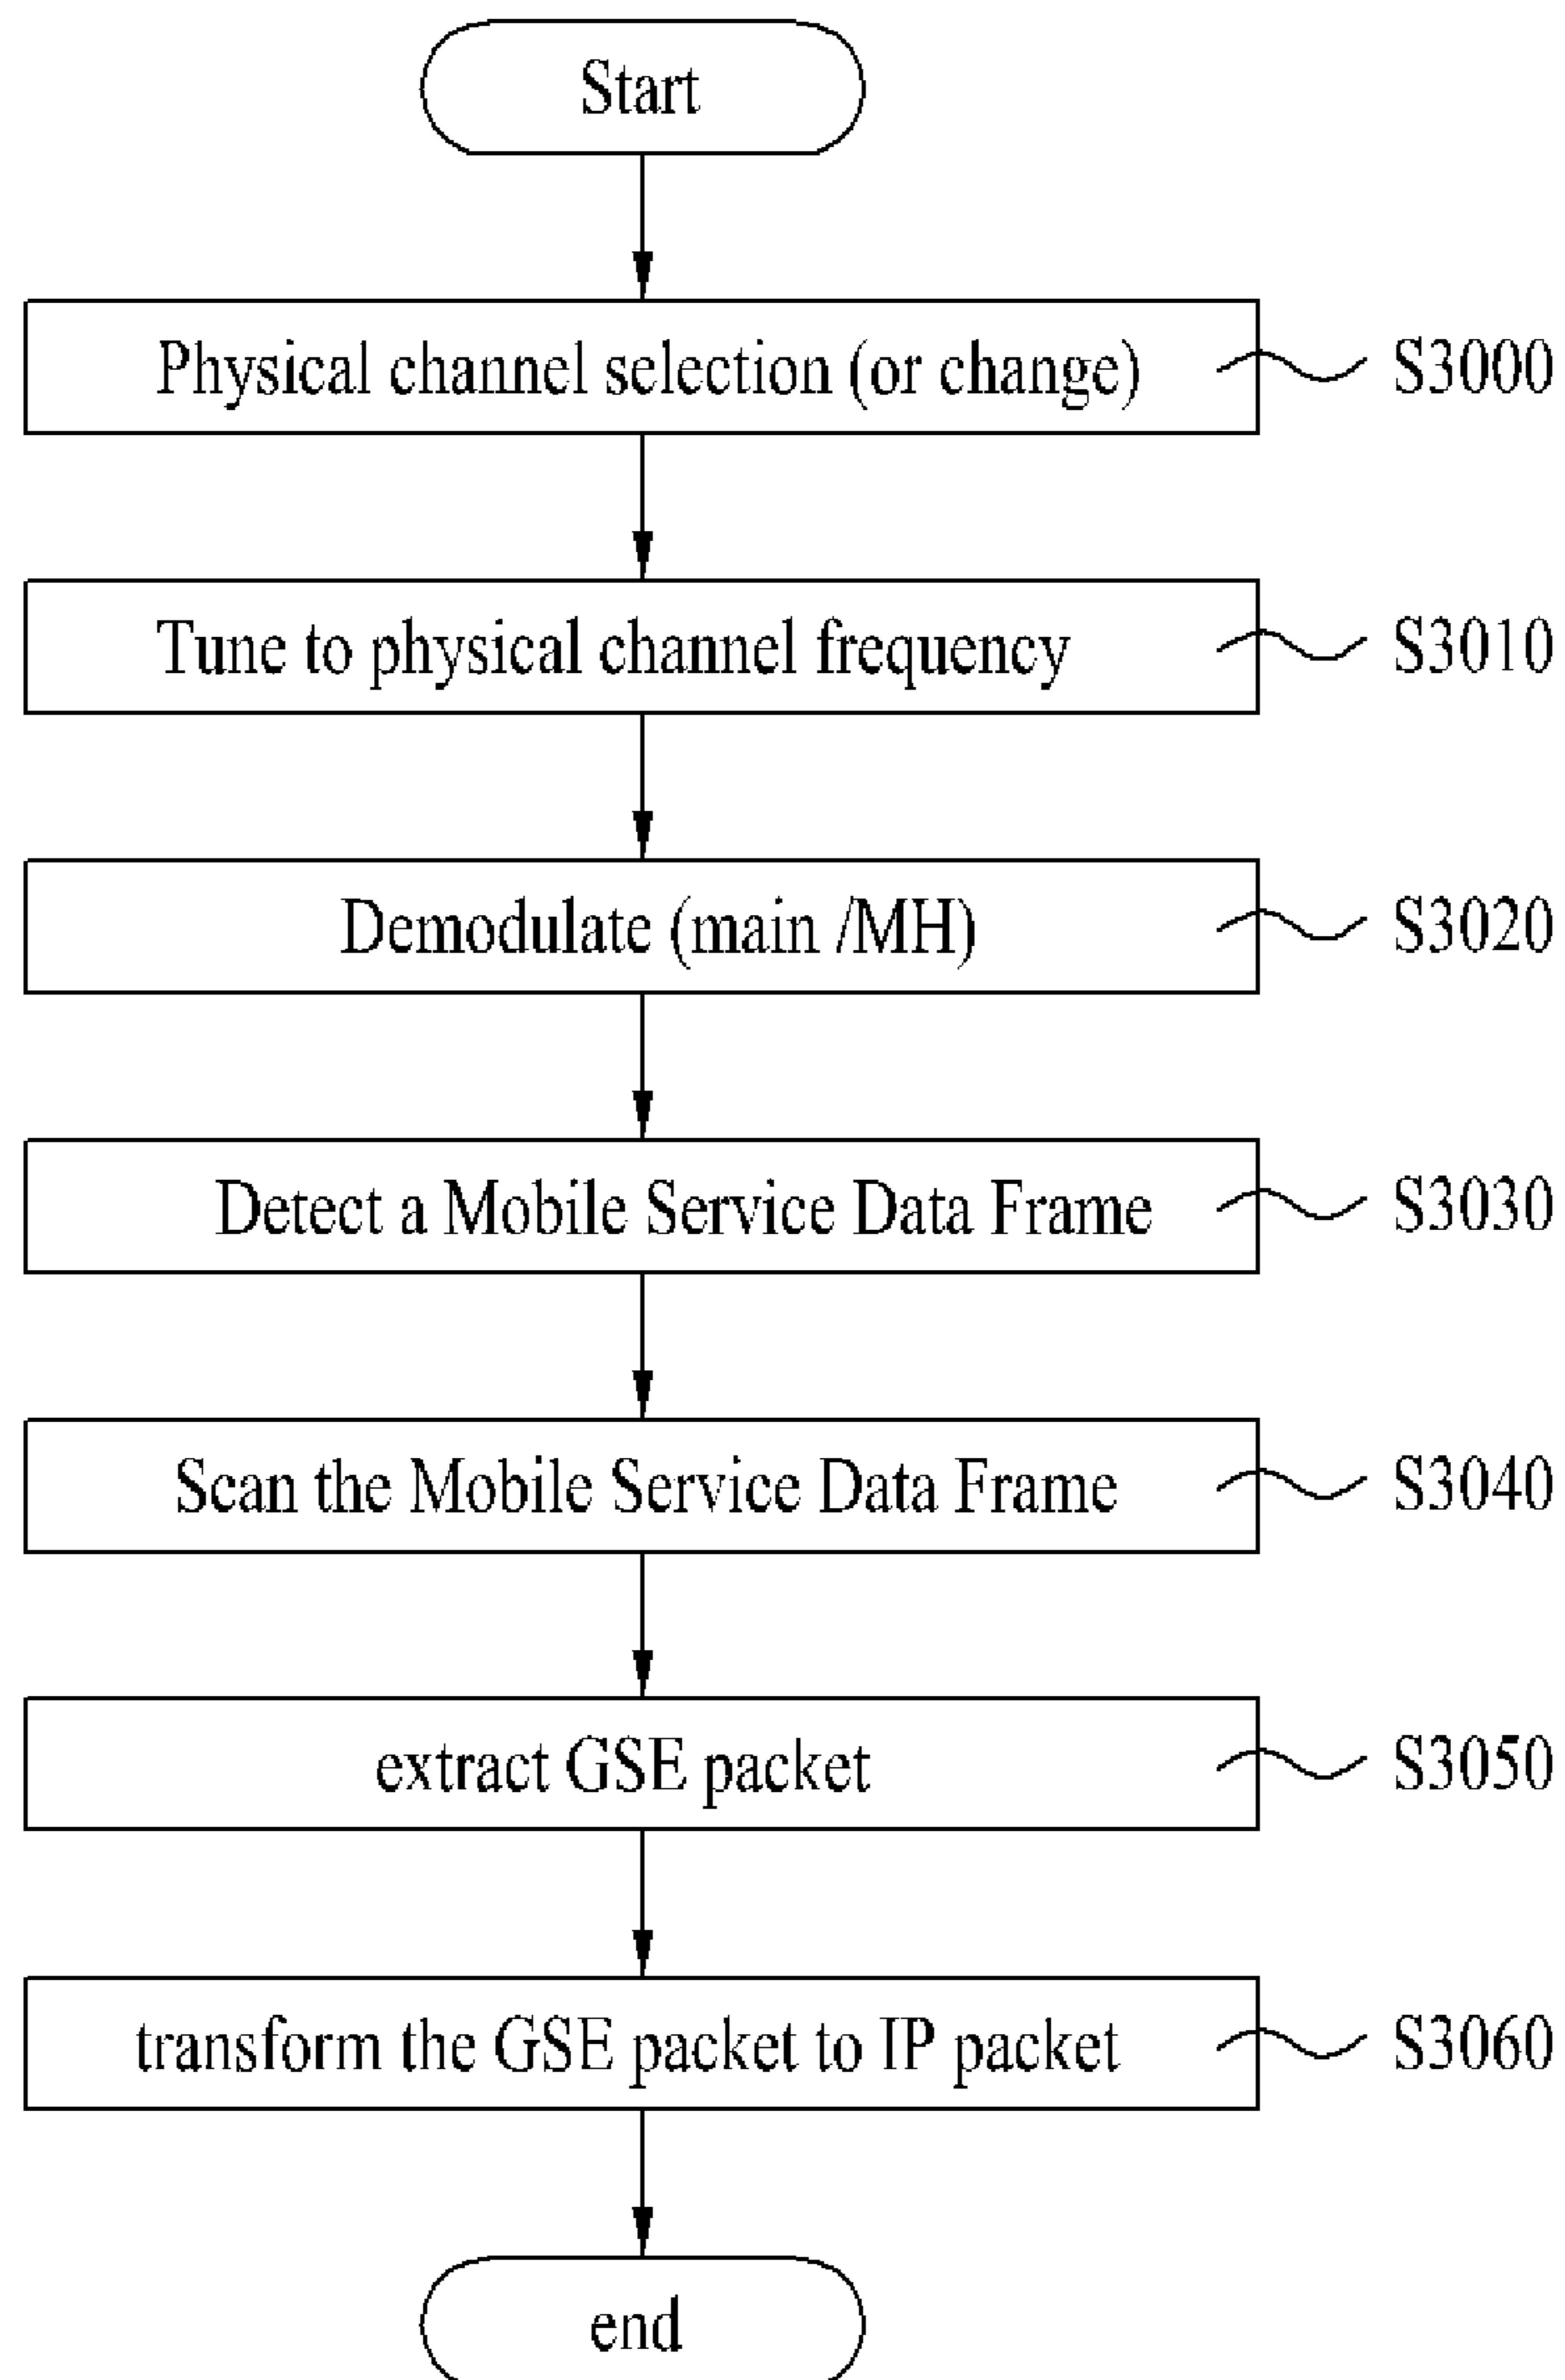 Start
Physical channel selection (or change)
S3000
Tune to physical channel frequency
S3010
Demodulate (main /MH)
S3020
Detect a Mobile Service Data Frame
S3030
Scan the Mobile Service Data Frame
S3040
extract GSE packet
S3050
transform the GSE packet to IP packet
S3060
end